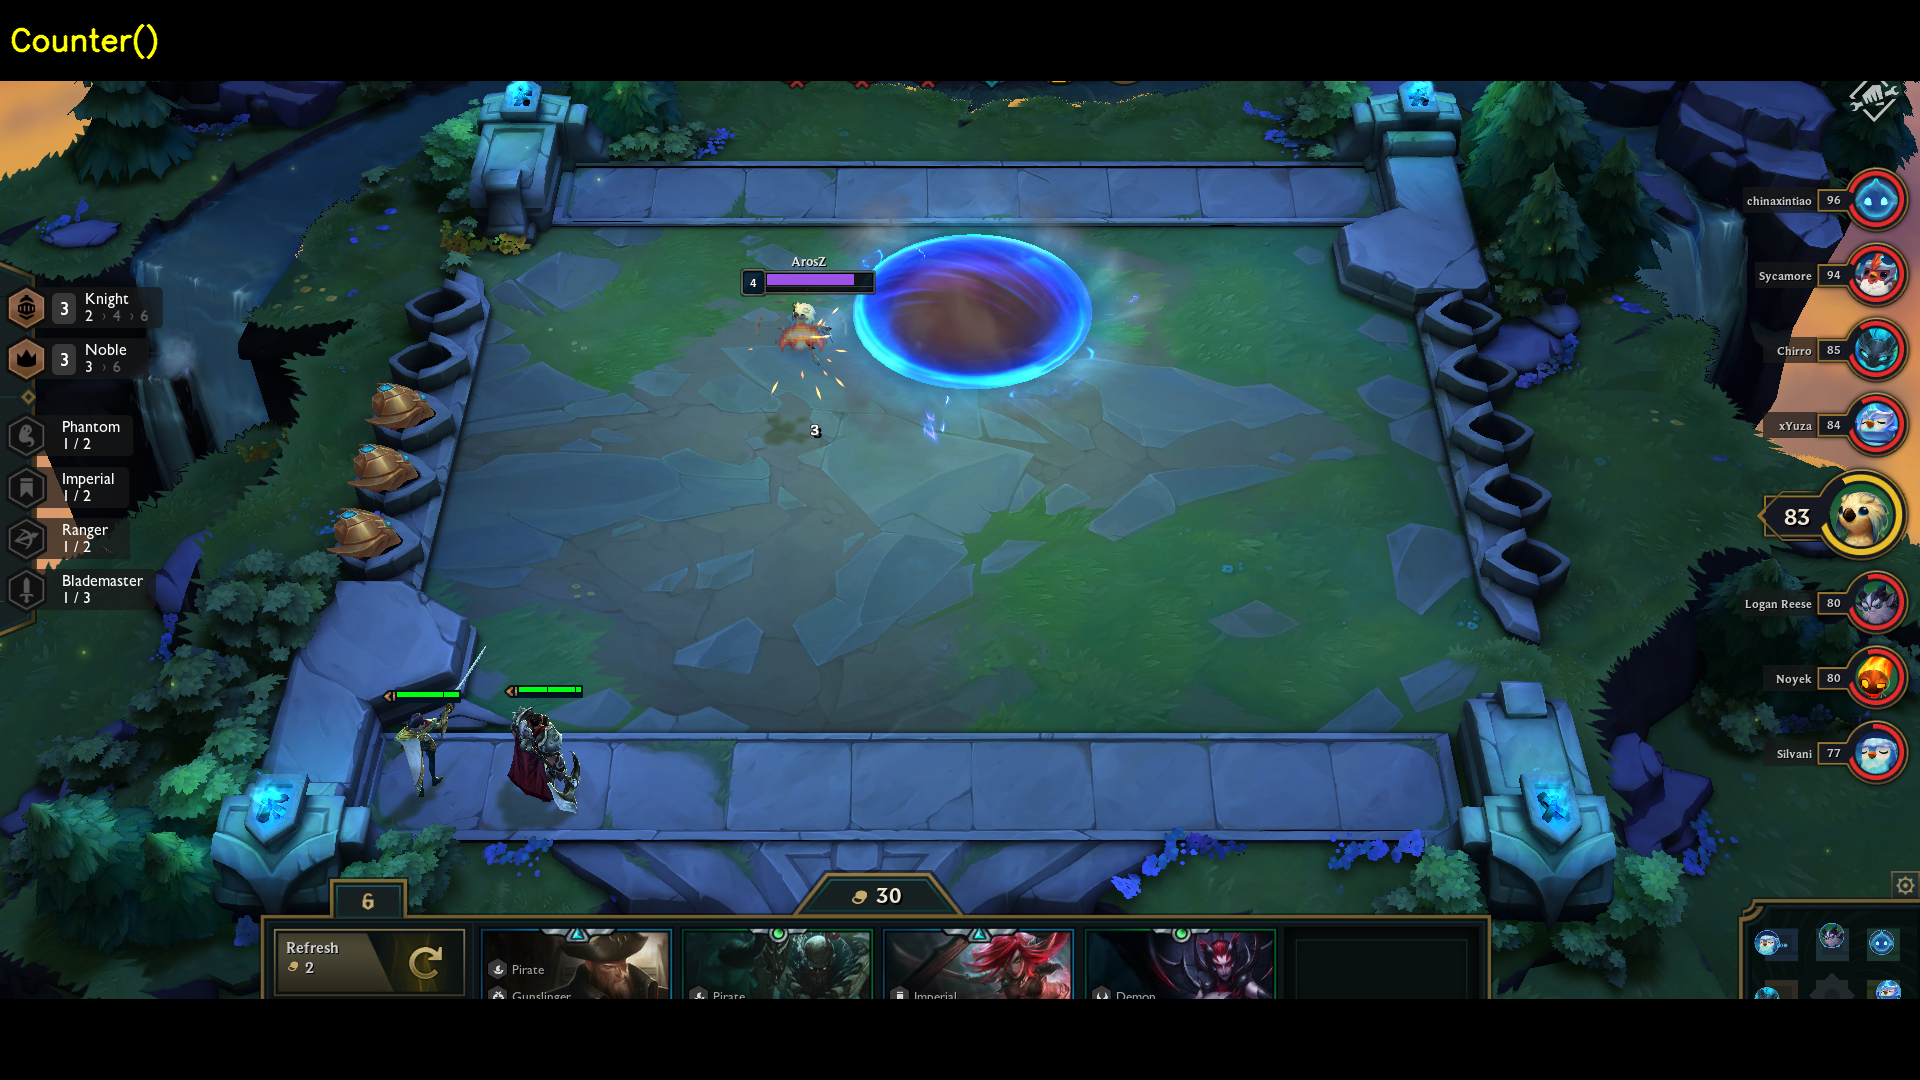 Counter()
ArosZ
4
3
3 Knight
2 › 4 › 6
3 Noble
3 › 6
Phantom
1 / 2
Imperial
1 / 2
Ranger
1 / 2
Blademaster
1 / 3
chinaxintiao 96
Sycamore 94
Chirro 85
xYuza 84
83
Logan Reese 80
Noyek 80
Silvani 77
6
30
Refresh
2
Pirate
Gunslinger
Pirate
Imperial
Demon